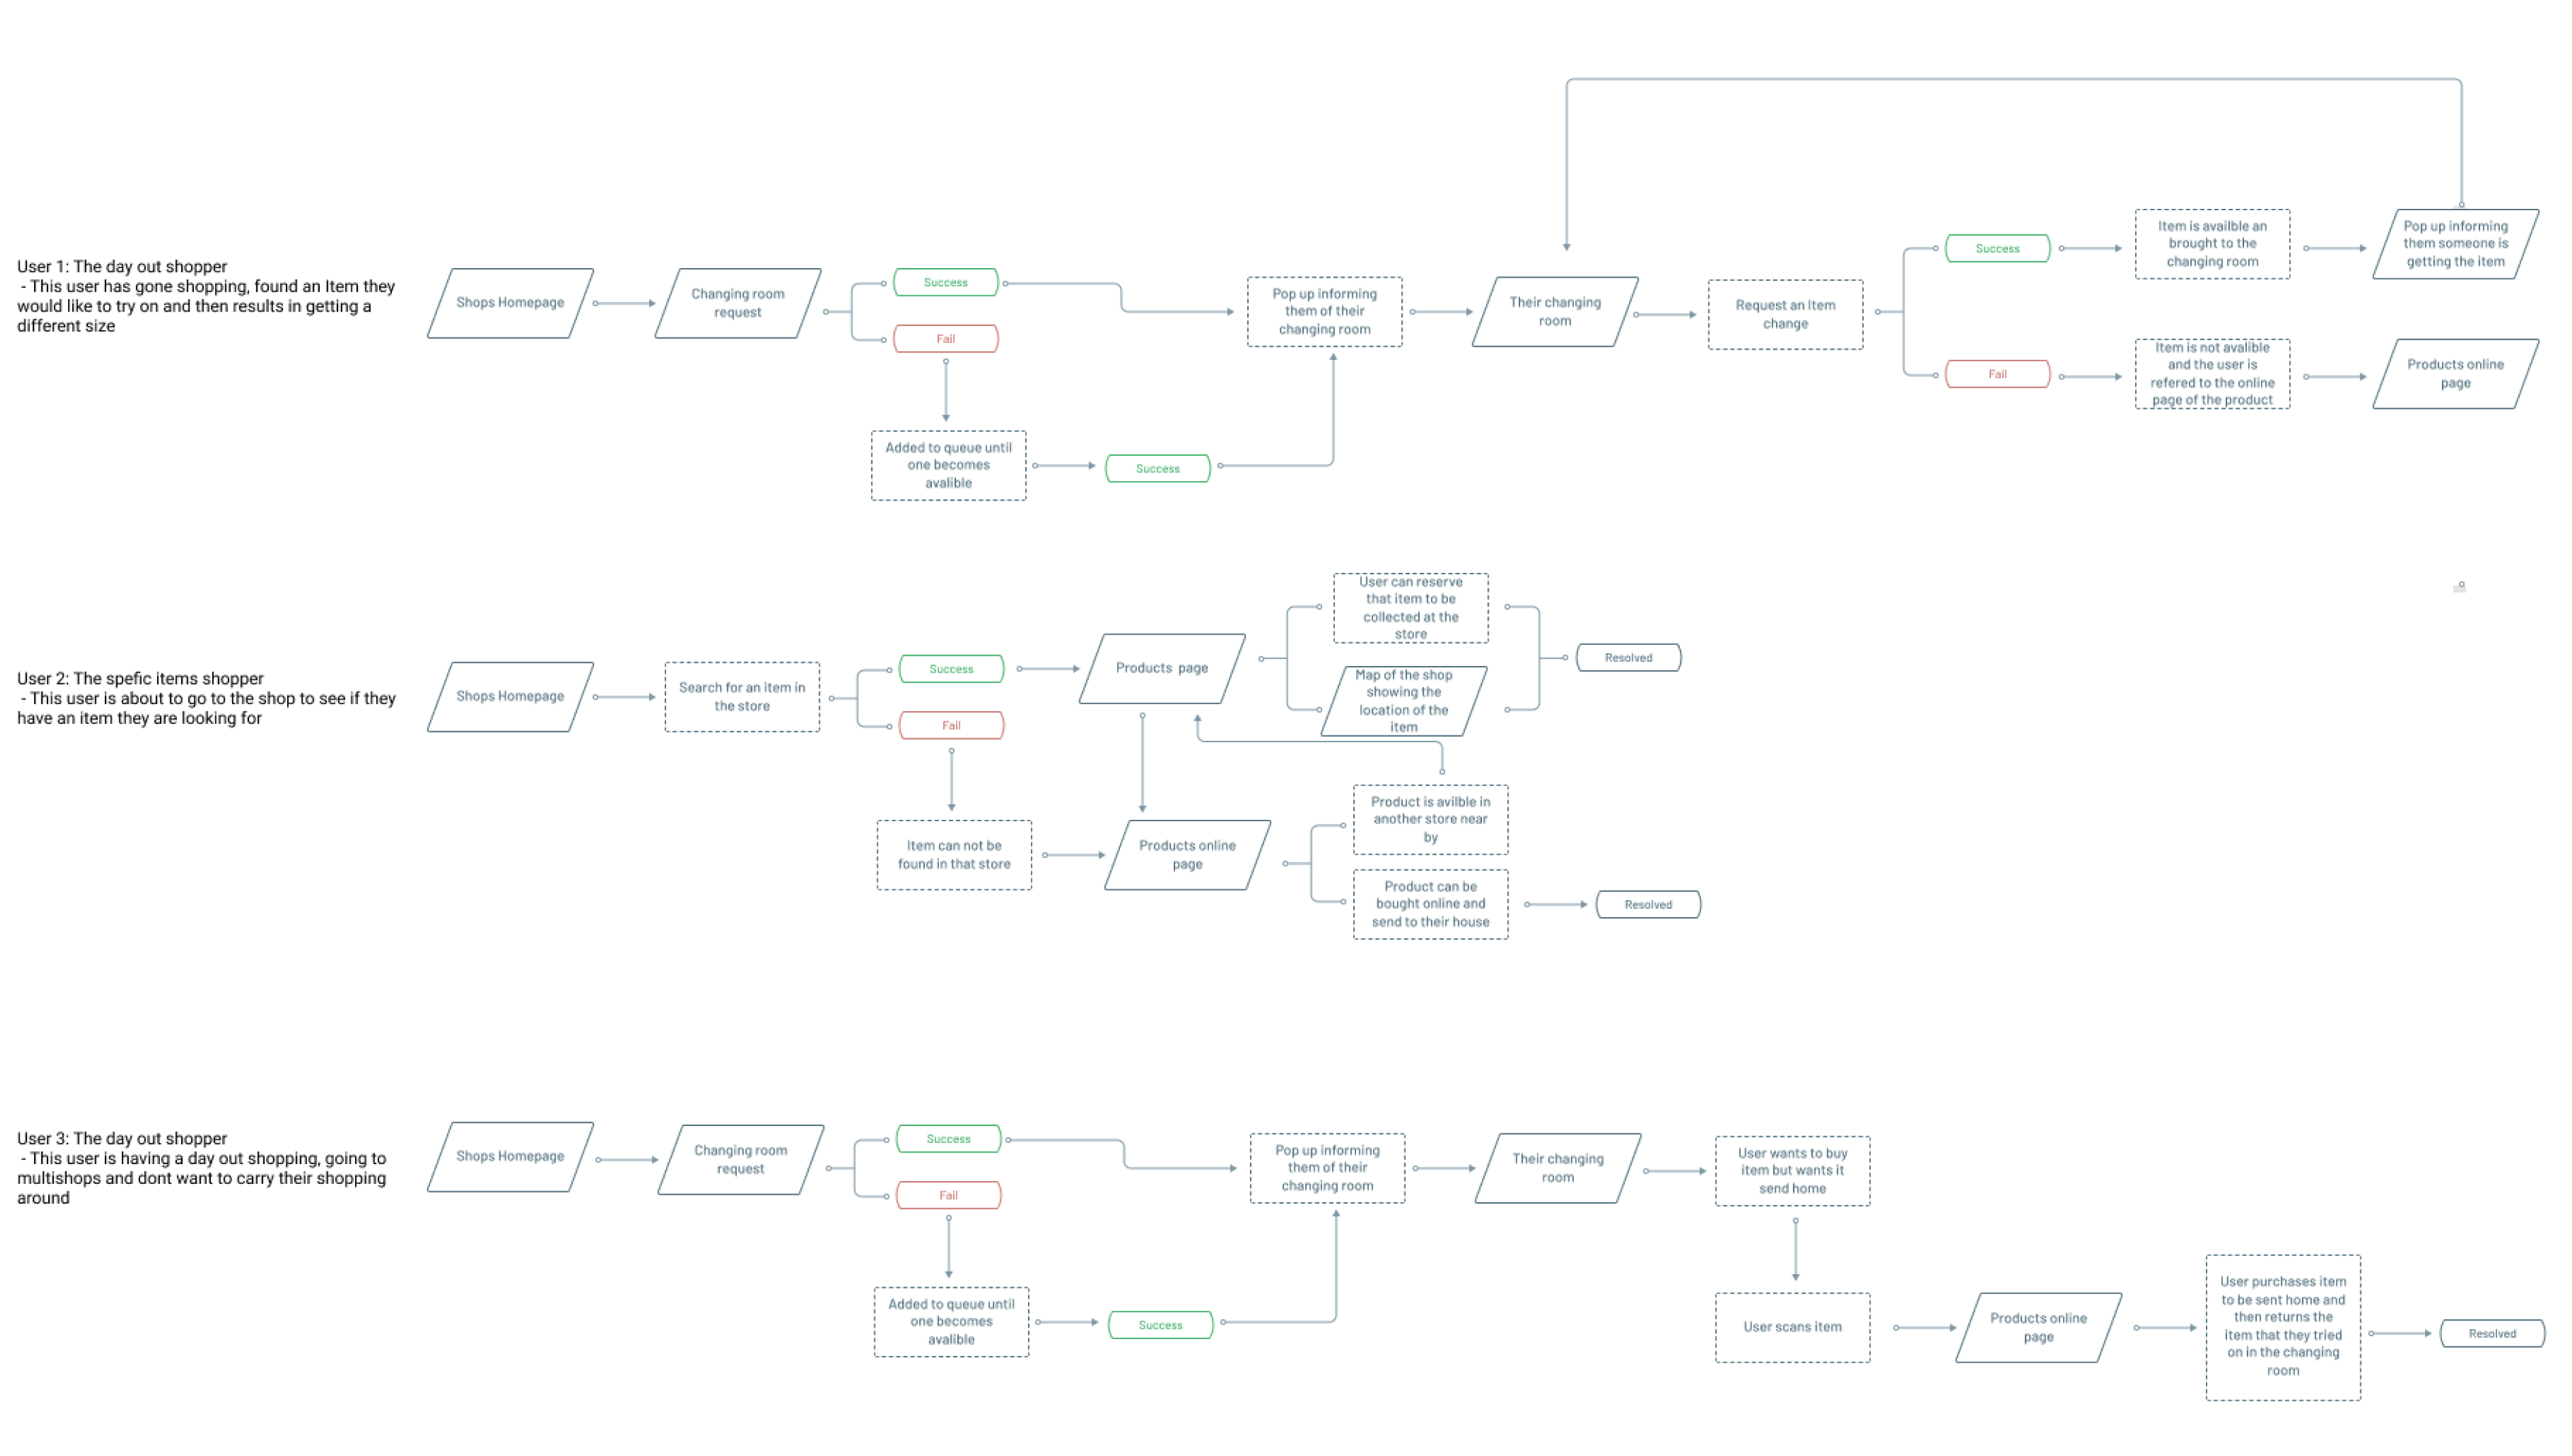 User 1: The day out shopper
- This user has gone shopping, found an Item they
would like to try on and then results in getting a
different size
Shops Homepage
Changing room
request
Success
Fail
Added to queue until
one becomes
avalible
Success
Pop up informing
them of their
changing room
Their changing
room
Request an Item
change
Success
Fail
Item is availble an
brought to the
changing room
Item is not avalible
and the user is
refered to the online
page of the product
Pop up informing
them someone is
getting the item
Products online
page
User 2: The spefic items shopper
- This user is about to go to the shop to see if they
have an item they are looking for
Shops Homepage
Search for an item in
the store
Success
Fail
Item can not be
found in that store
Products page
Products online
page
User can reserve
that item to be
collected at the
store
Map of the shop
showing the
location of the
item
Resolved
Product is avilble in
another store near
by
Product can be
bought online and
send to their house
Resolved
User 3: The day out shopper
- This user is having a day out shopping, going to
multishops and dont want to carry their shopping
around
Shops Homepage
Changing room
request
Success
Fail
Added to queue until
one becomes
avalible
Success
Pop up informing
them of their
changing room
Their changing
room
User wants to buy
item but wants it
send home
User scans item
Products online
page
User purchases item
to be sent home and
then returns the
item that they tried
on in the changing
room
Resolved